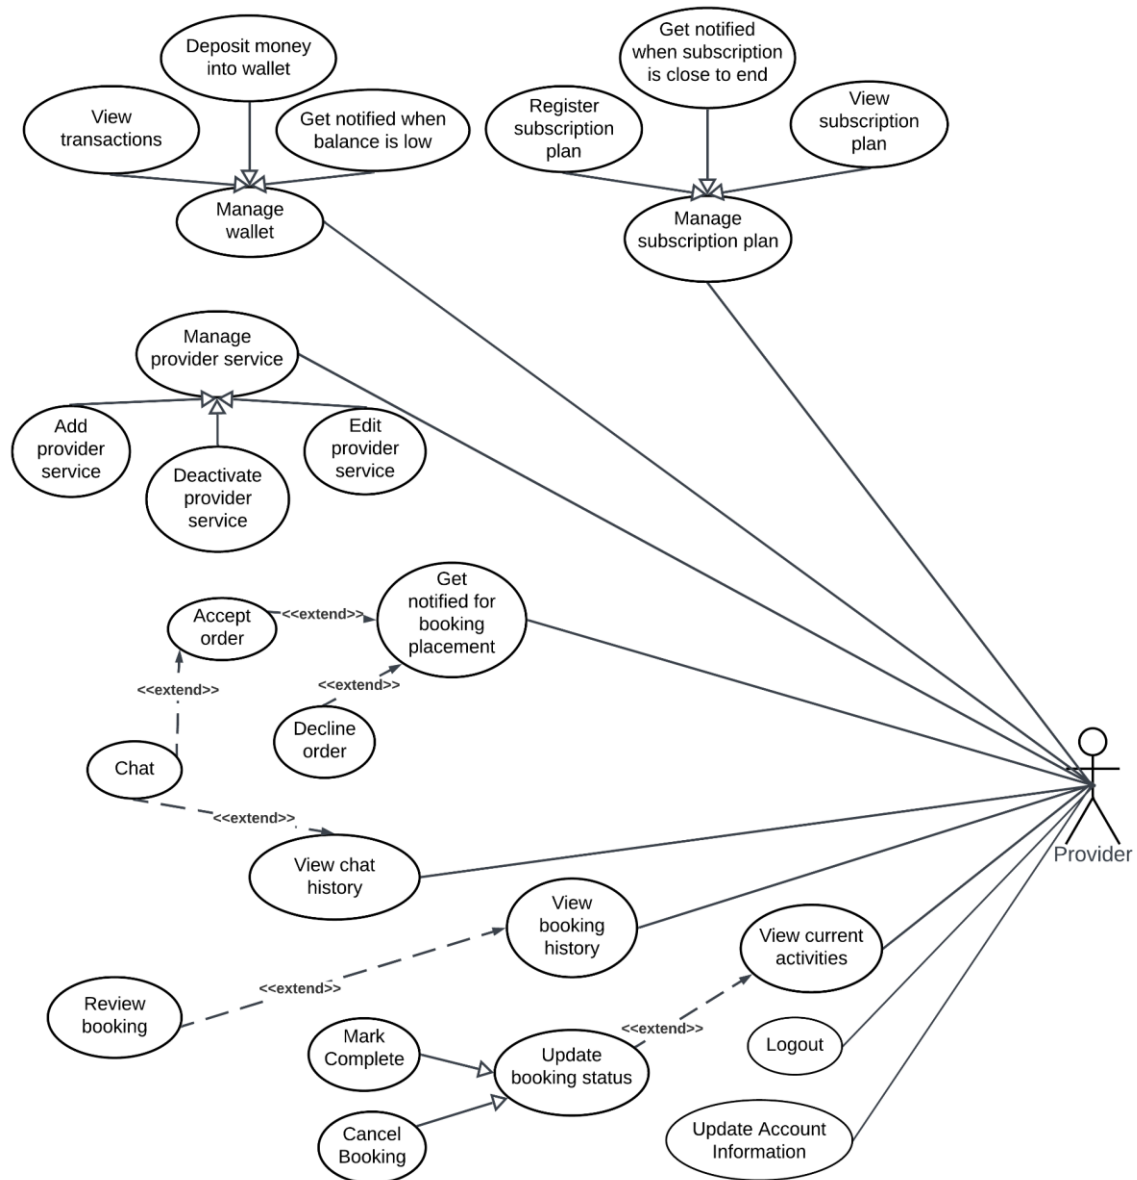 Deposit money
into wallet
Get notified
when subscription
is close to end
View
transactions
Get notified when
balance is low
Register
subscription
plan
View
subscription
plan
Manage
wallet
Manage
subscription plan
Manage
provider service
Add
provider
service
Deactivate
provider
service
Edit
provider
service
Accept
order
<<extend>>
Get
notified for
booking
placement
<<extend>>
<<extend>>
Decline
order
Chat
<<extend>>
View chat
history
Provider
View
booking
history
View current
activities
<<extend>>
Review
booking
Mark
Complete
Update
booking status
<<extend>>
Logout
Cancel
Booking
Update Account
Information